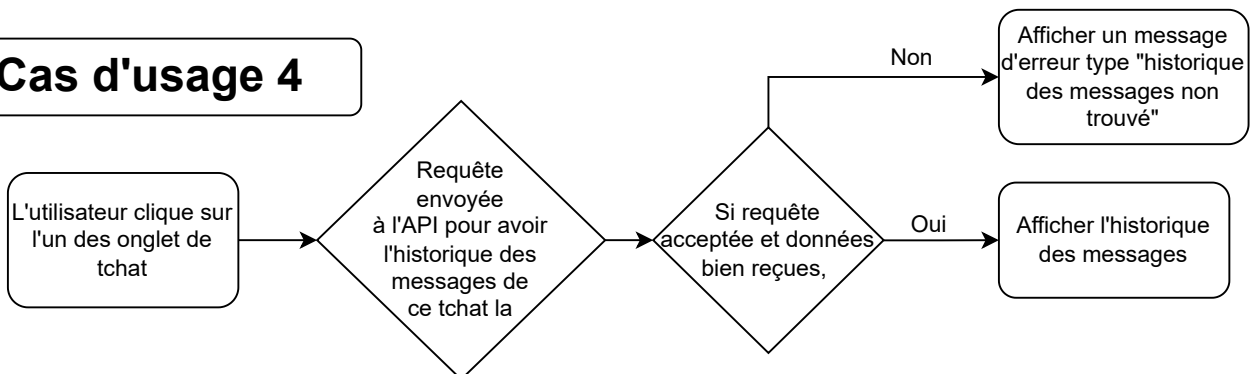 Cas d'usage 4
L'utilisateur clique sur
l'un des onglet de
tchat
Requête
envoyée
à l'API pour avoir
l'historique des
messages de
ce tchat la
Si requête
acceptée et données
bien reçues,
Non
Afficher un message
d'erreur type "historique
des messages non
trouvé"
Oui
Afficher l'historique
des messages